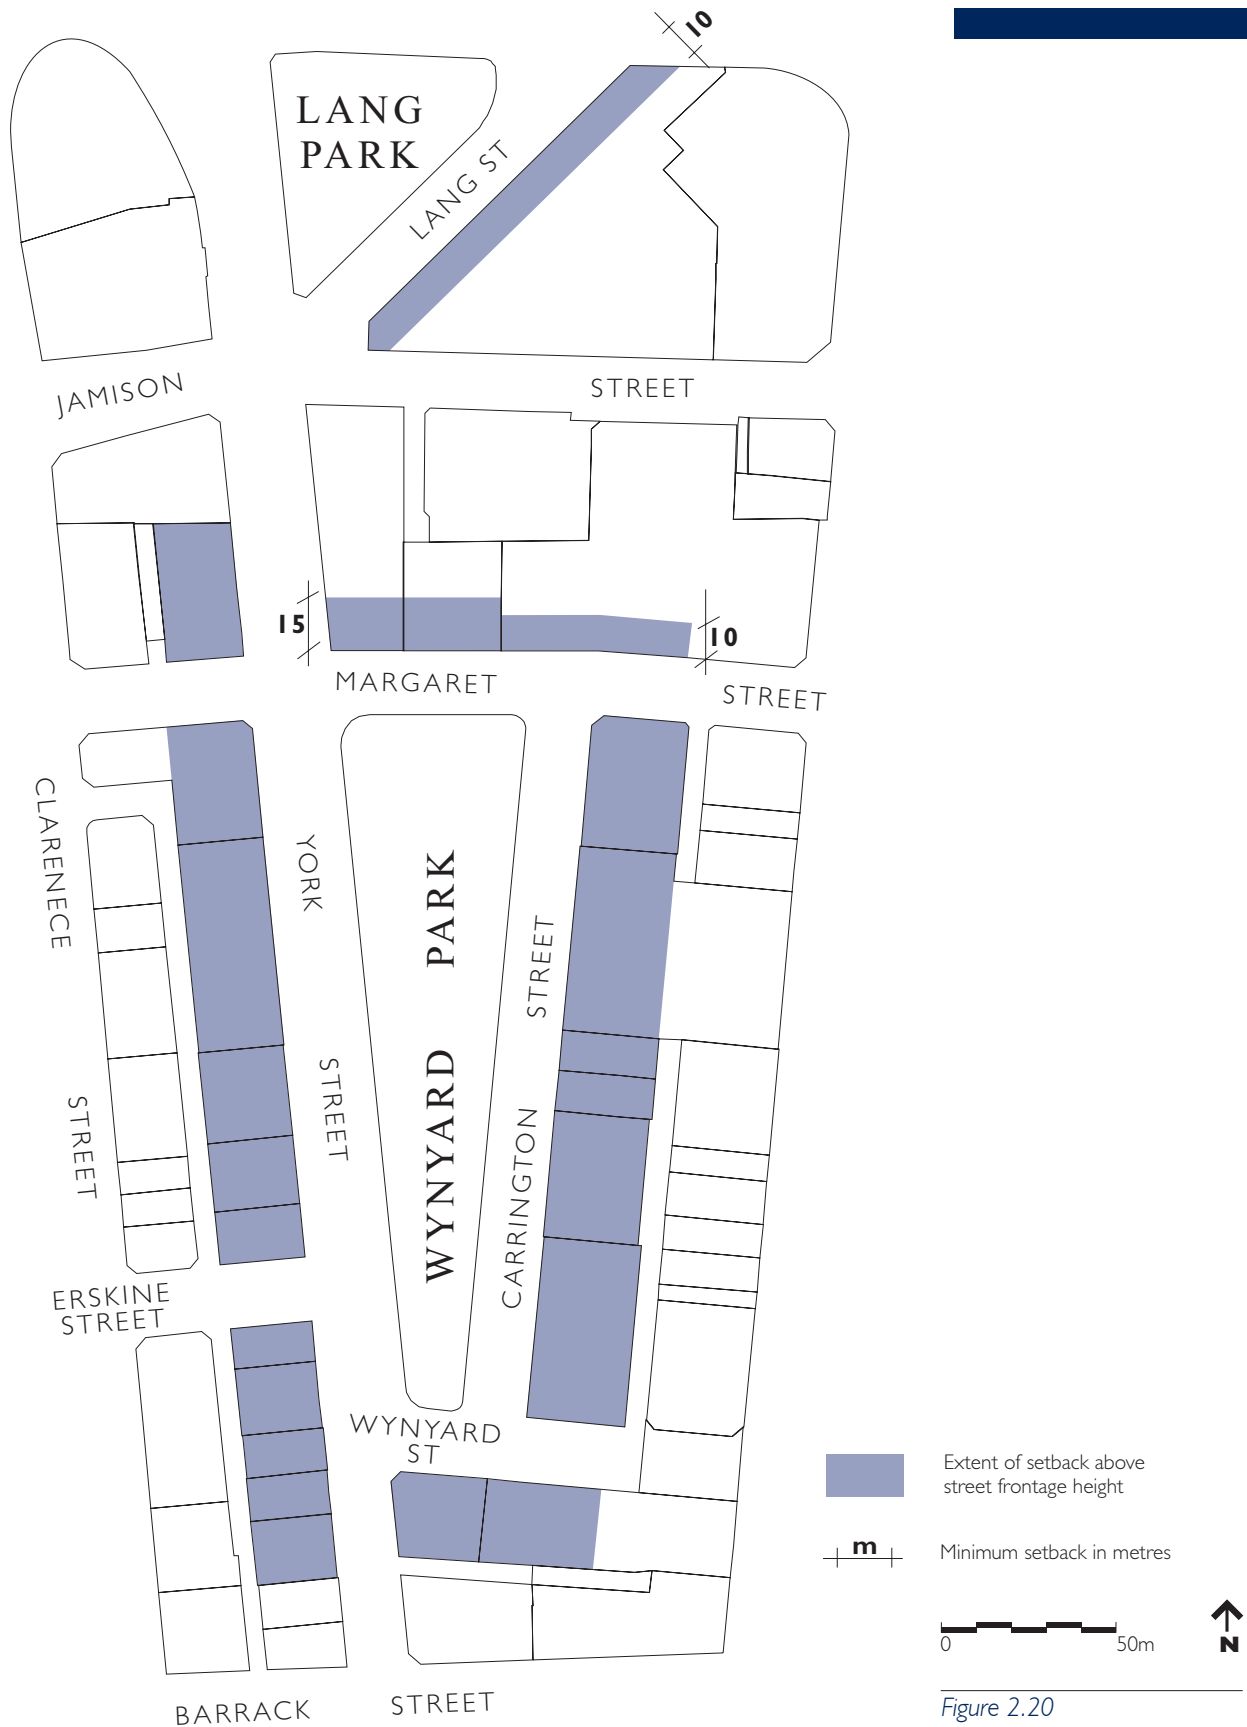 10
LANG
PARK
LANG ST
JAMISON
STREET
15
10
MARGARET
STREET
CLARENECE
STREET
YORK
STREET
WYNYARD PARK
CARRINGTON
STREET
ERSKINE
STREET
WYNYARD
ST
BARRACK
STREET
Extent of setback above
street frontage height
m
Minimum setback in metres
0
50m
N
Figure 2.20